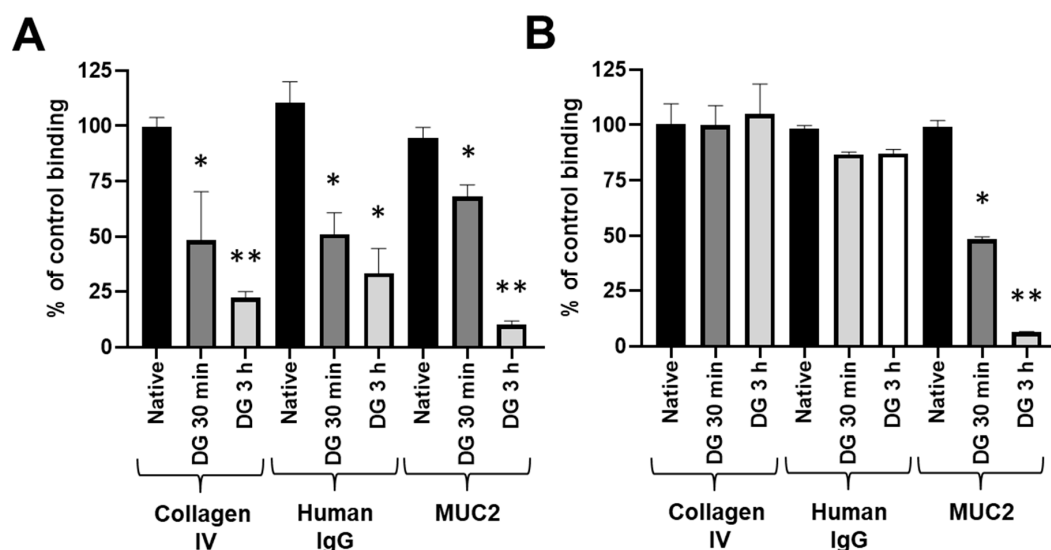 A
% of control binding
125
100
75
50
25
0
*
**
*
*
*
**
Native
DG 30 min
DG 3 h
Native
DG 30 min
DG 3 h
Native
DG 30 min
DG 3 h
Collagen
IV
Human
IgG
MUC2
B
% of control binding
125
100
75
50
25
0
*
**
Native
DG 30 min
DG 3 h
Native
DG 30 min
DG 3 h
Native
DG 30 min
DG 3 h
Collagen
IV
Human
IgG
MUC2